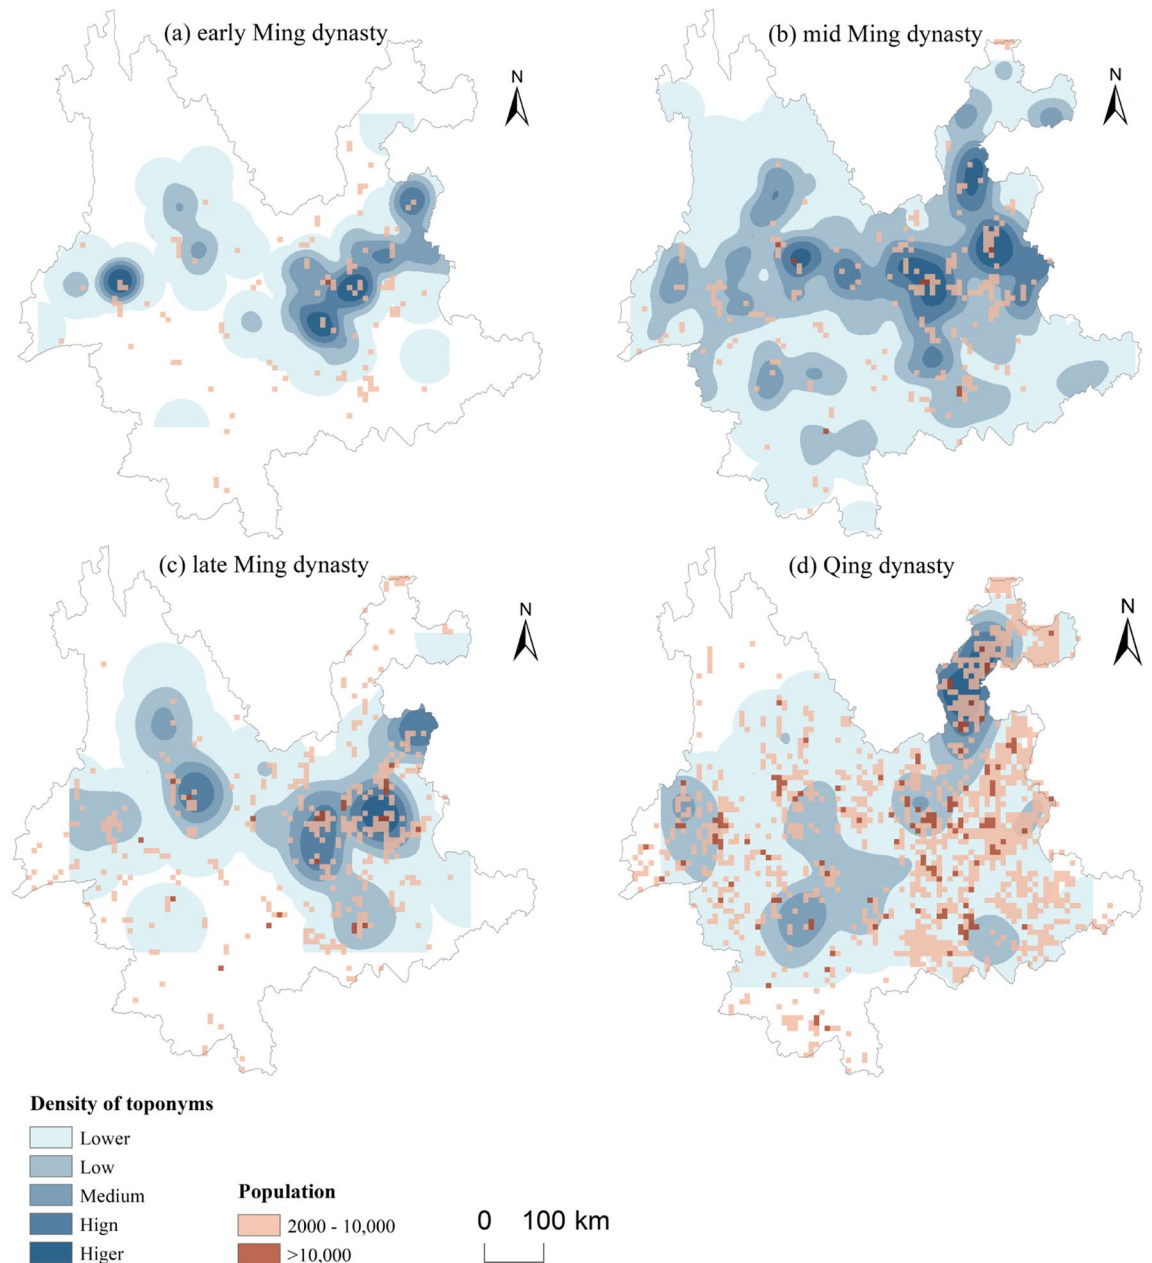 (a) early Ming dynasty
(b) mid Ming dynasty
N
N
(c) late Ming dynasty
(d) Qing dynasty
N
N
Density of toponyms
Lower
Low
Medium
Hign
Higer
Population
2000 - 10,000
>10,000
0 100 km